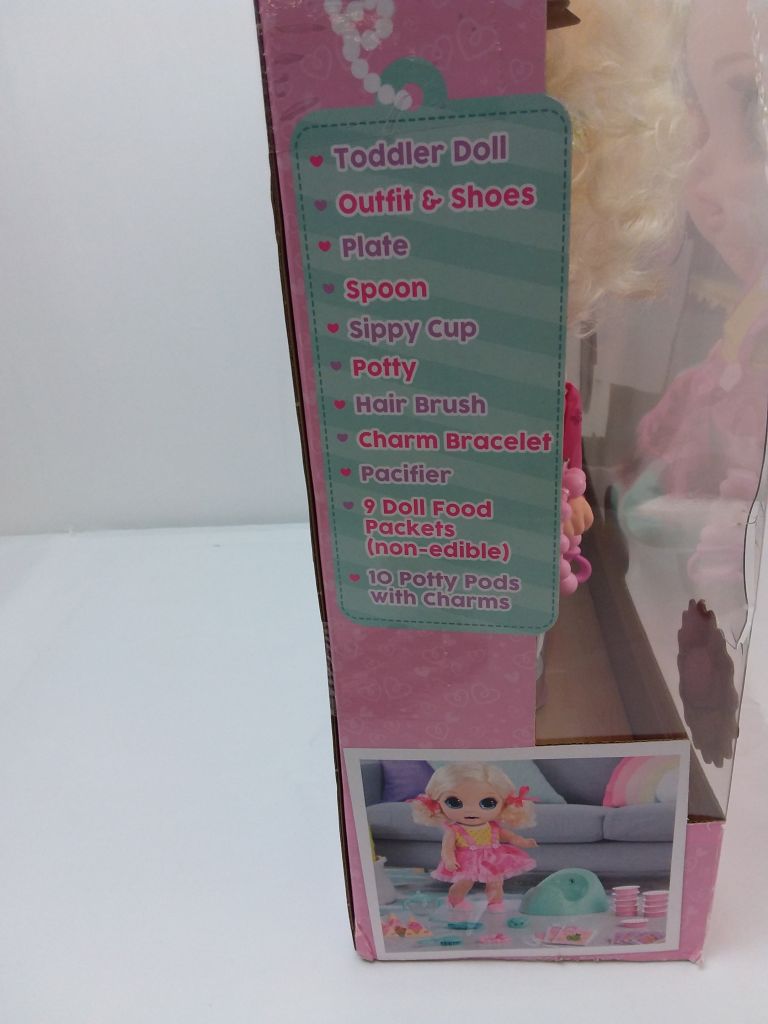 Toddler Doll
Outfit & Shoes
Plate
Spoon
Sippy Cup
Potty
Hair Brush
Charm Bracelet
Pacifier
9 Doll Food
Packets
(non-edible)
10 Potty Pods
with Charms